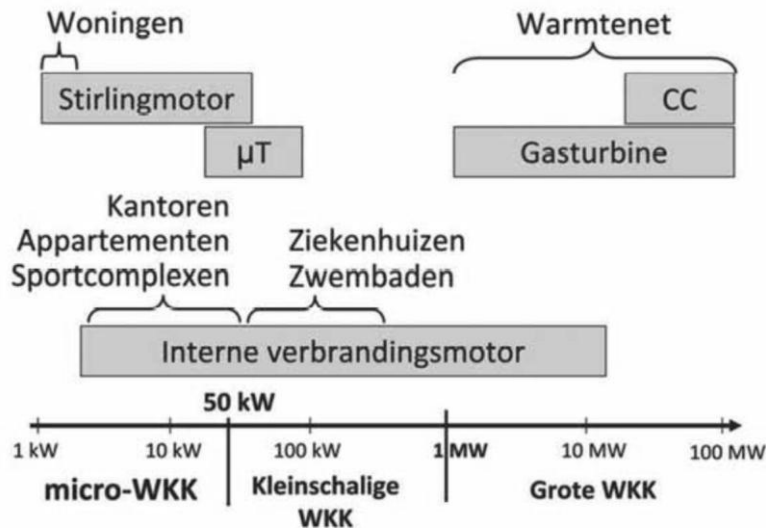 Woningen
Warmtenet
Stirlingmotor
CC
µT
Gasturbine
Kantoren
Appartementen
Sportcomplexen
Ziekenhuizen
Zwembaden
Interne verbrandingsmotor
50 kW
1 kW
10 kW
100 kW
1 MW
10 MW
100 MW
micro-WKK
Kleinschalige
WKK
Grote WKK